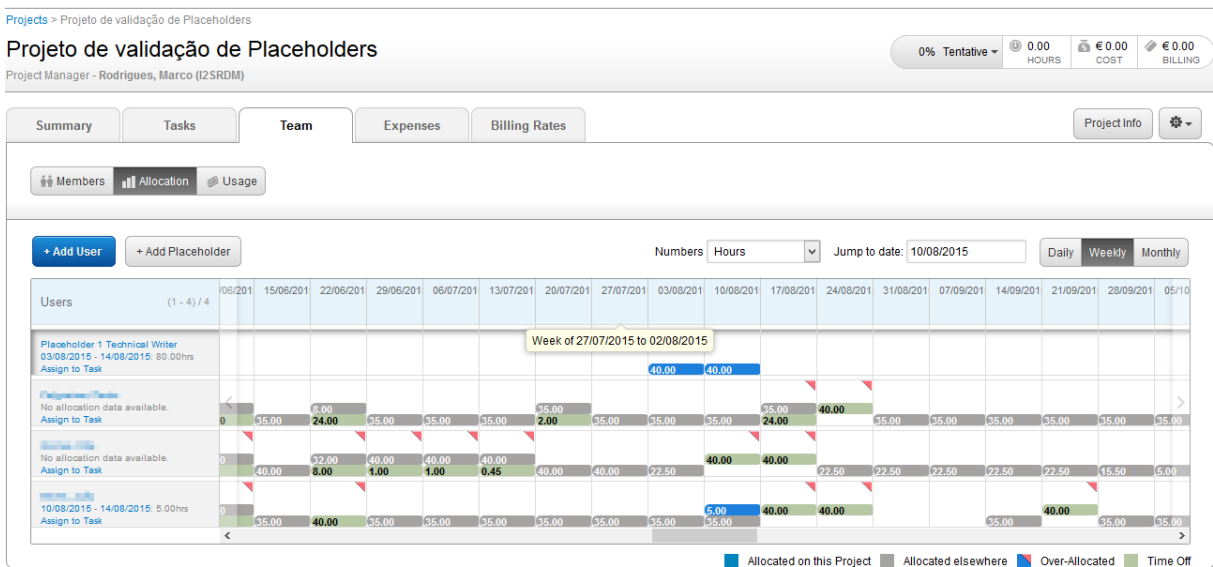 Projects > Projeto de validação de Placeholders
Projeto de validação de Placeholders
0% Tentative
0.00 HOURS
€ 0.00 COST
€ 0.00 BILLING
Project Manager - Rodrigues, Marco (I2SRDM)
Summary Tasks Team Expenses Billing Rates Project Info
Members Allocation Usage
+ Add User + Add Placeholder Numbers Hours Jump to date: 10/08/2015 Daily Weekly Monthly
Users (1 - 4) / 4 /06/201 15/06/201 22/06/201 29/06/201 06/07/201 13/07/201 20/07/201 27/07/201 03/08/201 10/08/201 17/08/201 24/08/201 31/08/201 07/09/201 14/09/201 21/09/201 28/09/201 05/10
Week of 27/07/2015 to 02/08/2015
Placeholder 1 Technical Writer
03/08/2015 - 14/08/2015: 80.00hrs
Assign to Task 40.00 40.00
No allocation data available. 8.00 35.00 35.00 40.00
Assign to Task 0 35.00 24.00 35.00 35.00 35.00 2.00 35.00 35.00 35.00 24.00 35.00 35.00 35.00 35.00 35.00 35.00
No allocation data available. 0 32.00 40.00 40.00 40.00 40.00 40.00
Assign to Task 40.00 8.00 1.00 1.00 0.45 40.00 40.00 22.50 22.50 22.50 22.50 22.50 22.50 15.50 5.00
10/08/2015 - 14/08/2015: 5.00hrs 0 5.00 40.00 40.00 40.00
Assign to Task 35.00 40.00 35.00 35.00 35.00 35.00 35.00 35.00 35.00 35.00 35.00 35.00
Allocated on this Project Allocated elsewhere Over-Allocated Time Off